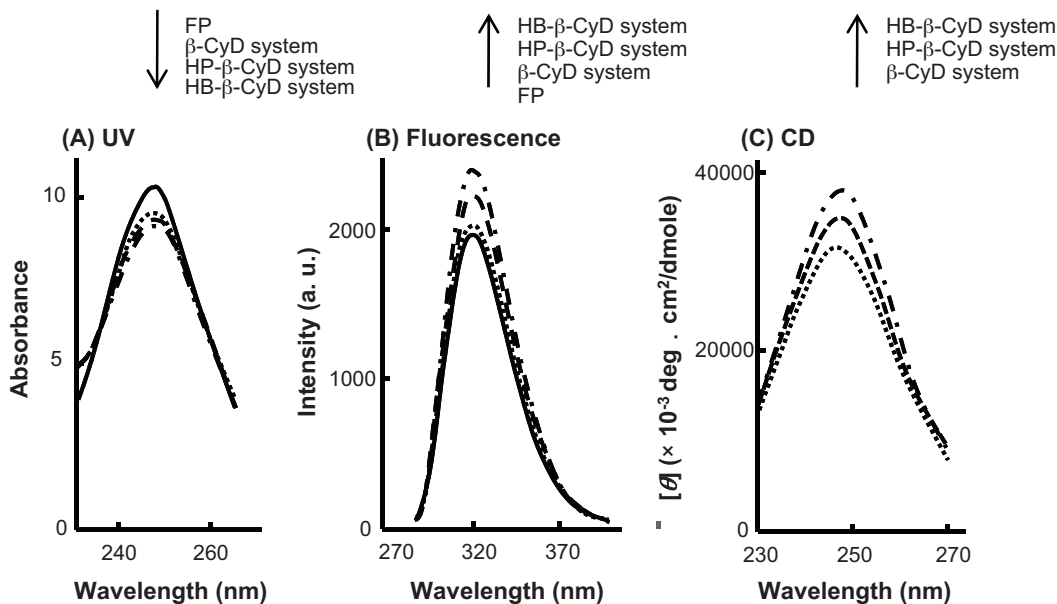 FP
β-CyD system
HP-β-CyD system
HB-β-CyD system
HB-β-CyD system
HP-β-CyD system
β-CyD system
FP
HB-β-CyD system
HP-β-CyD system
β-CyD system
(A) UV
Absorbance
10
5
0
240
260
Wavelength (nm)
(B) Fluorescence
Intensity (a. u.)
2000
1000
0
270
320
370
Wavelength (nm)
(C) CD
[θ] (× 10⁻³ deg . cm²/dmole)
40000
20000
0
230
250
270
Wavelength (nm)